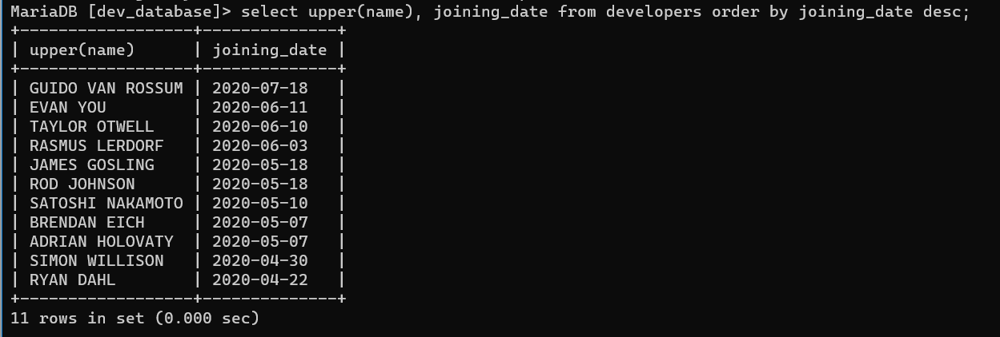 MariaDB [dev_database]> select upper(name), joining_date from developers order by joining_date desc;
+------------------+--------------+
| upper(name)      | joining_date |
+------------------+--------------+
| GUIDO VAN ROSSUM | 2020-07-18   |
| EVAN YOU         | 2020-06-11   |
| TAYLOR OTWELL    | 2020-06-10   |
| RASMUS LERDORF   | 2020-06-03   |
| JAMES GOSLING    | 2020-05-18   |
| ROD JOHNSON      | 2020-05-18   |
| SATOSHI NAKAMOTO | 2020-05-10   |
| BRENDAN EICH     | 2020-05-07   |
| ADRIAN HOLOVATY  | 2020-05-07   |
| SIMON WILLISON   | 2020-04-30   |
| RYAN DAHL        | 2020-04-22   |
+------------------+--------------+
11 rows in set (0.000 sec)